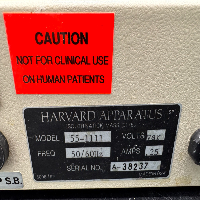 CAUTION
NOT FOR CLINICAL USE
ON HUMAN PATIENTS
HARVARD APPARATUS
MODEL 55-1111 VOLTS
FREQ 50/60Hz AMPS .25
SERIAL NO. A-38237
P S.B.